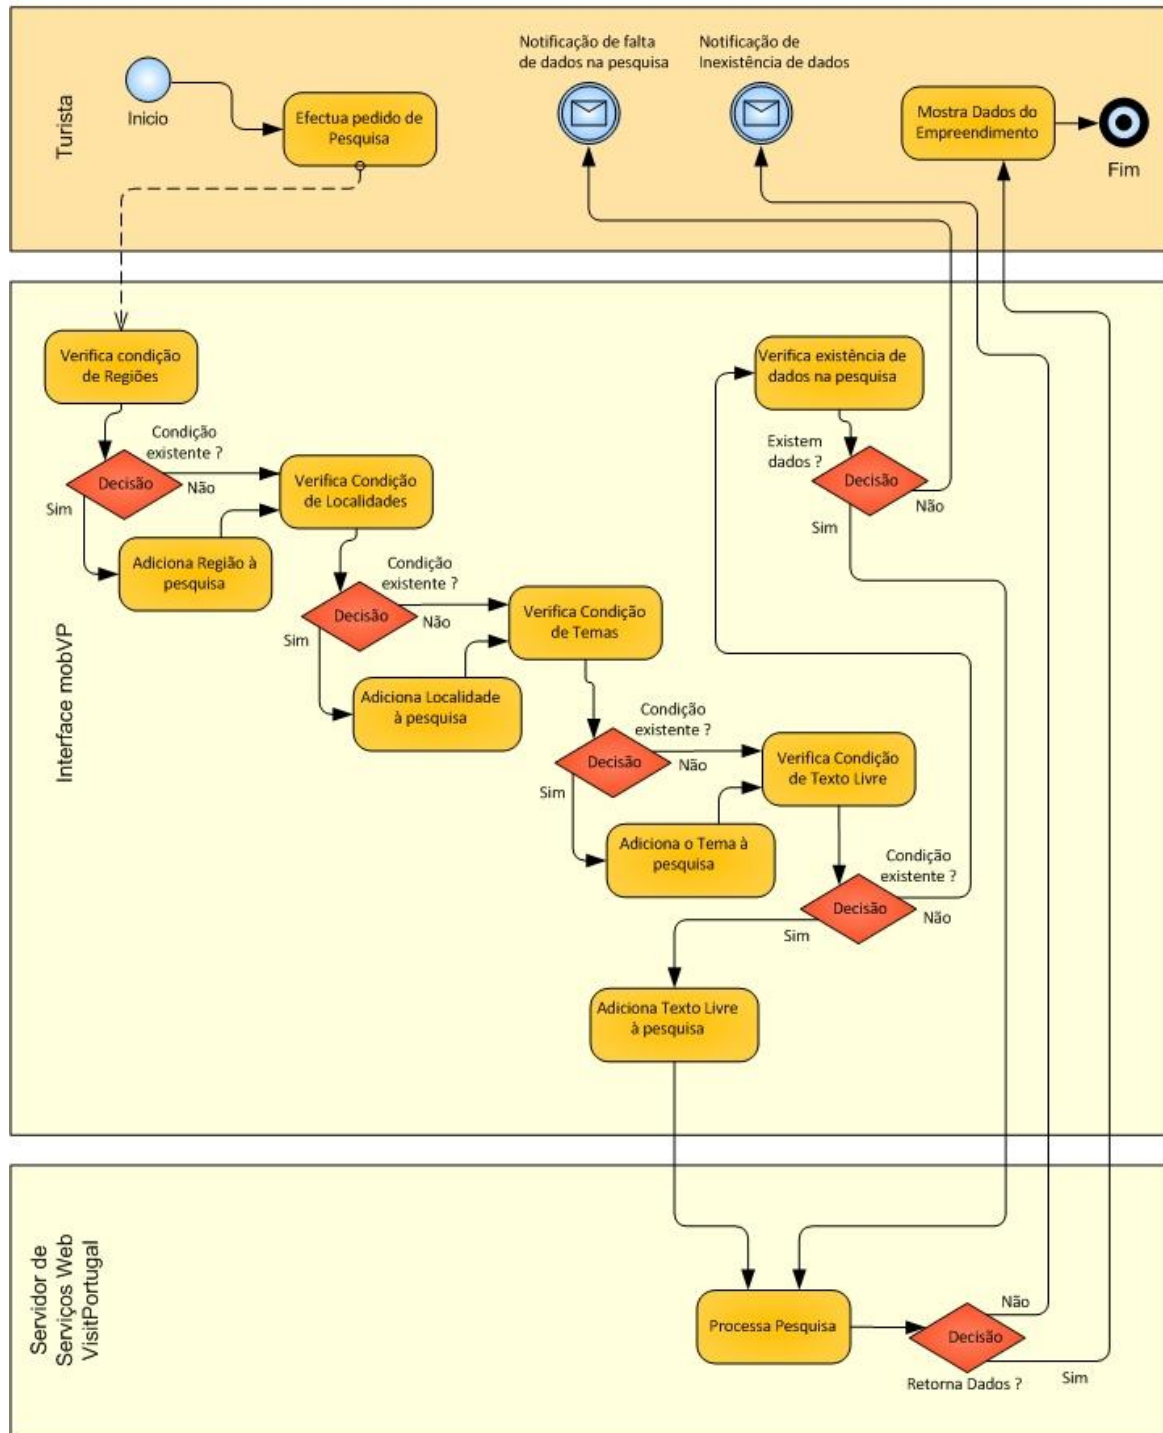 Turista
Inicio
Efectua pedido de
Pesquisa
Notificação de falta
de dados na pesquisa
Notificação de
Inexistência de dados
Mostra Dados do
Empreendimento
Fim
Interface mobVP
Verifica condição
de Regiões
Decisão
Condição
existente ?
Não
Sim
Adiciona Região à
pesquisa
Verifica Condição
de Localidades
Decisão
Condição
existente ?
Não
Sim
Adiciona Localidade
à pesquisa
Verifica Condição
de Temas
Decisão
Condição
existente ?
Não
Sim
Adiciona o Tema à
pesquisa
Verifica Condição
de Texto Livre
Decisão
Condição
existente ?
Não
Sim
Adiciona Texto Livre
à pesquisa
Verifica existência de
dados na pesquisa
Existem
dados ?
Decisão
Não
Sim
Servidor de
Serviços Web
VisitPortugal
Processa Pesquisa
Decisão
Não
Sim
Retorna Dados ?